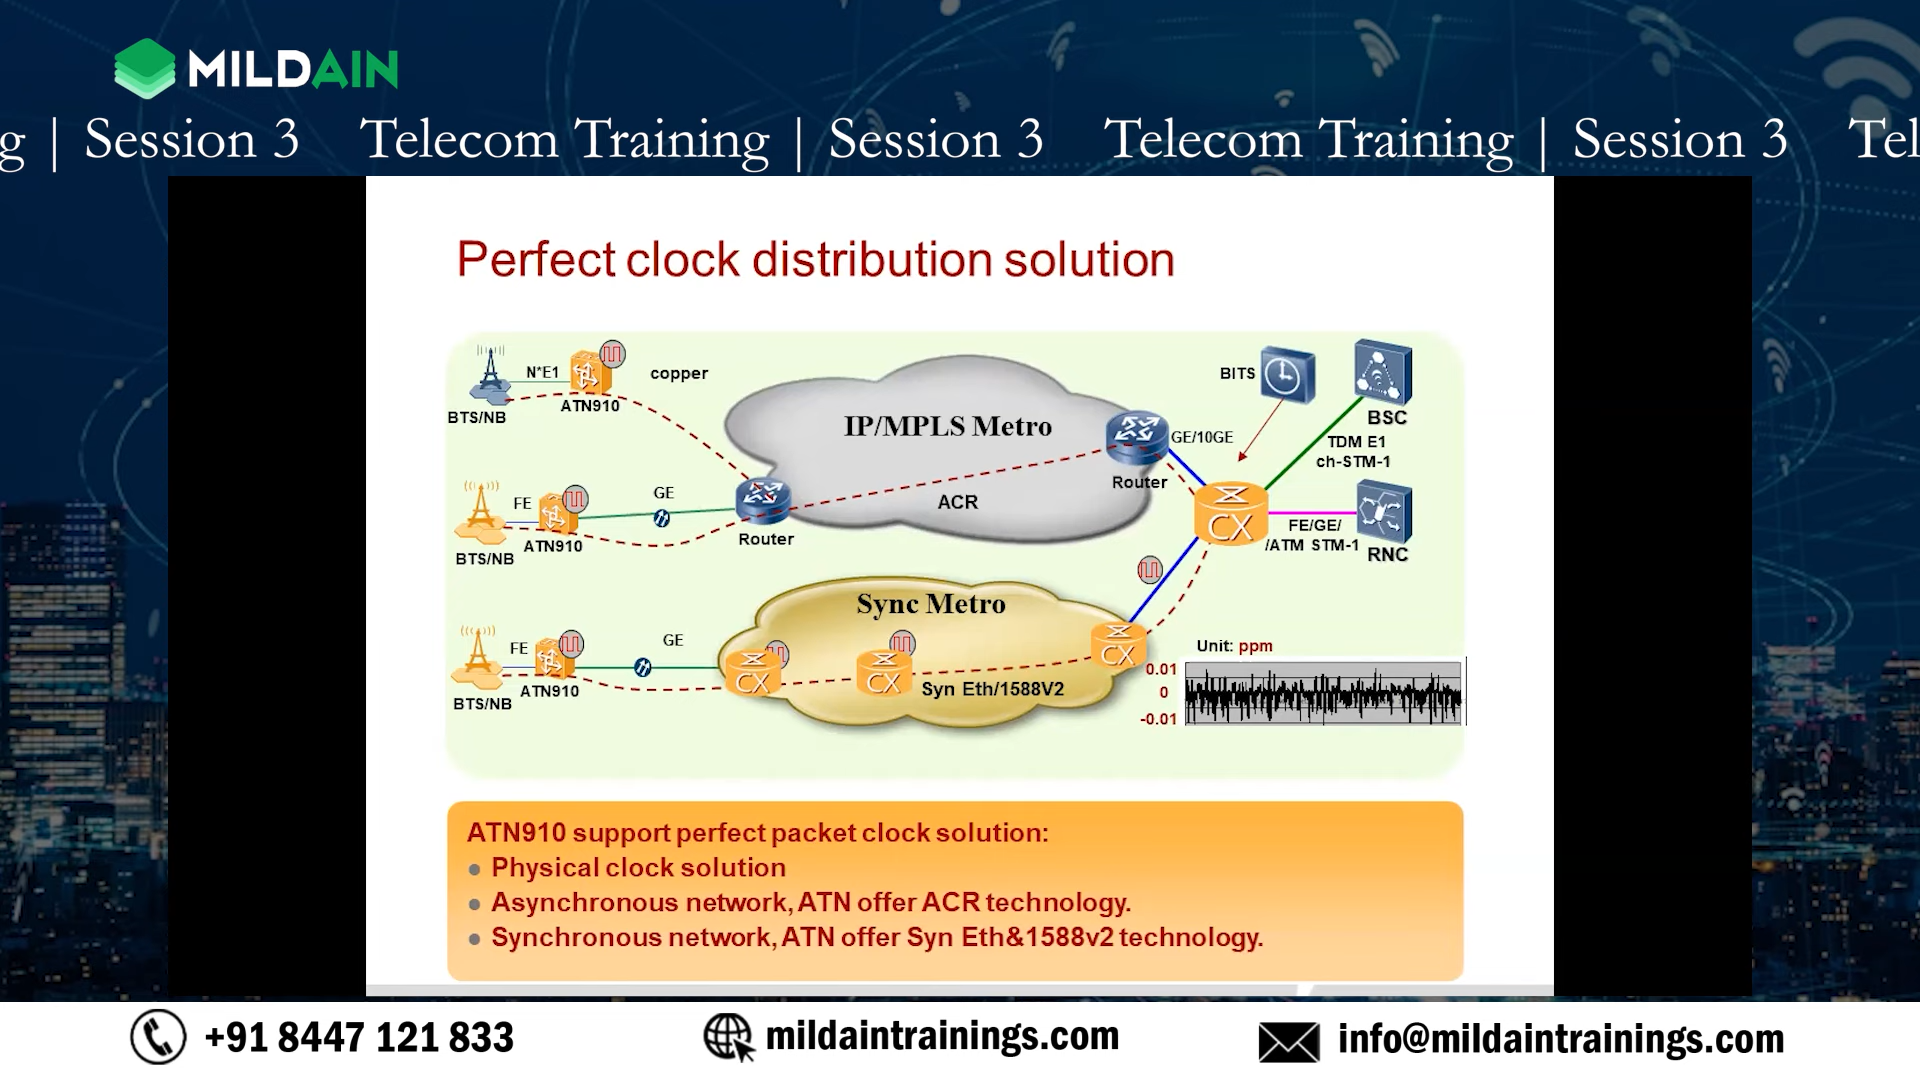 MILDAIN
g | Session 3 Telecom Training | Session 3 Telecom Training | Session 3 Tel
Perfect clock distribution solution
N*E1
copper
BTS/NB
ATN910
IP/MPLS Metro
BITS
BSC
GE/10GE
TDM E1
ch-STM-1
Router
FE
GE
ACR
CX
FE/GE/
/ATM STM-1
RNC
BTS/NB
ATN910
Router
Sync Metro
FE
GE
CX
CX
CX
Syn Eth/1588V2
BTS/NB
ATN910
Unit: ppm
0.01
0
-0.01
ATN910 support perfect packet clock solution:
● Physical clock solution
● Asynchronous network, ATN offer ACR technology.
● Synchronous network, ATN offer Syn Eth&1588v2 technology.
+91 8447 121 833
mildaintrainings.com
info@mildaintrainings.com